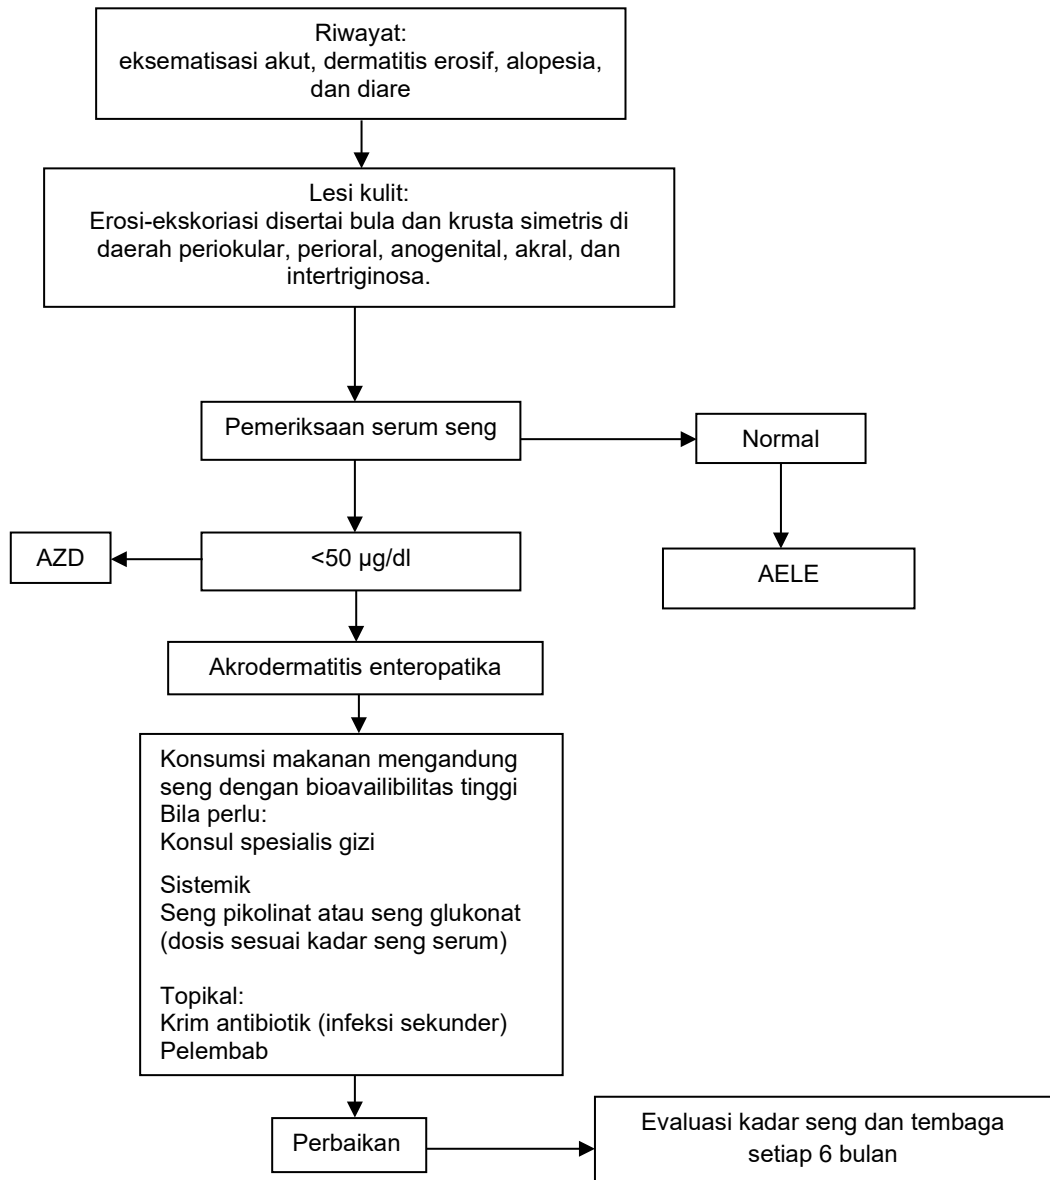 Riwayat:
eksematisasi akut, dermatitis erosif, alopesia,
dan diare
Lesi kulit:
Erosi-ekskoriasi disertai bula dan krusta simetris di
daerah periokular, perioral, anogenital, akral, dan
intertriginosa.
Pemeriksaan serum seng
Normal
AZD
<50 µg/dl
AELE
Akrodermatitis enteropatika
Konsumsi makanan mengandung
seng dengan bioavailibilitas tinggi
Bila perlu:
Konsul spesialis gizi
Sistemik
Seng pikolinat atau seng glukonat
(dosis sesuai kadar seng serum)
Topikal:
Krim antibiotik (infeksi sekunder)
Pelembab
Perbaikan
Evaluasi kadar seng dan tembaga
setiap 6 bulan